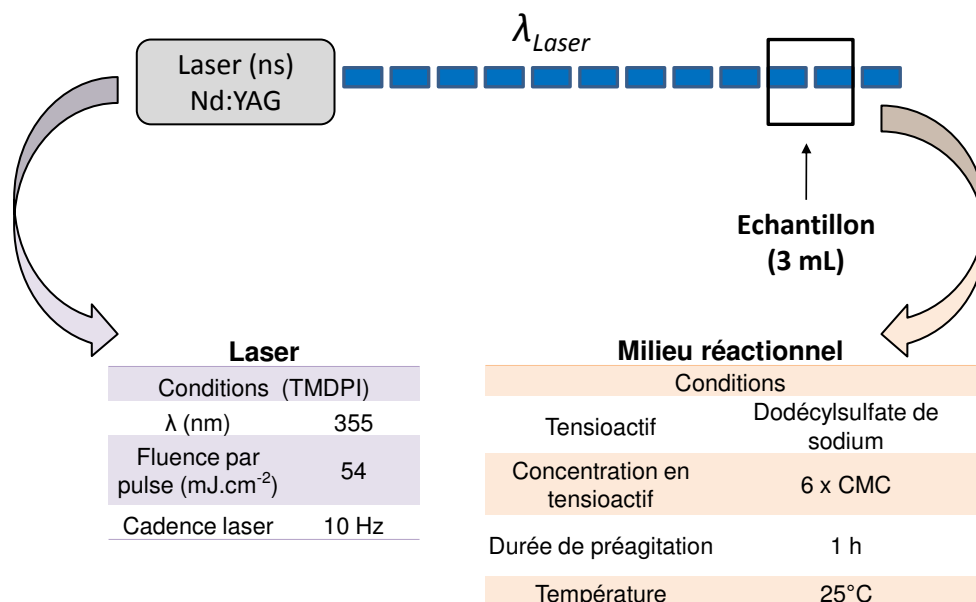 Laser (ns)
Nd:YAG
λLaser
Echantillon
(3 mL)
Laser
Conditions (TMDPI)
λ (nm) 355
Fluence par
pulse (mJ.cm-2) 54
Cadence laser 10 Hz
Milieu réactionnel
Conditions
Tensioactif Dodécylsulfate de
sodium
Concentration en
tensioactif 6 x CMC
Durée de préagitation 1 h
Température 25°C